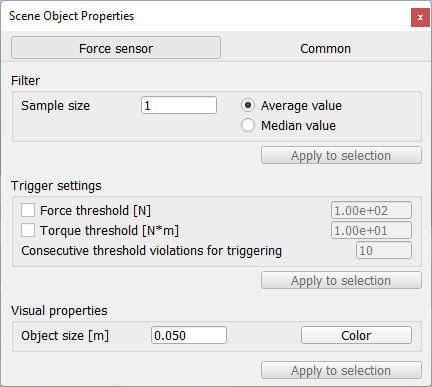 Scene Object Properties x
Force sensor Common
Filter
Sample size 1 Average value
Median value
Apply to selection
Trigger settings
Force threshold [N] 1.00e+02
Torque threshold [N*m] 1.00e+01
Consecutive threshold violations for triggering 10
Apply to selection
Visual properties
Object size [m] 0.050 Color
Apply to selection